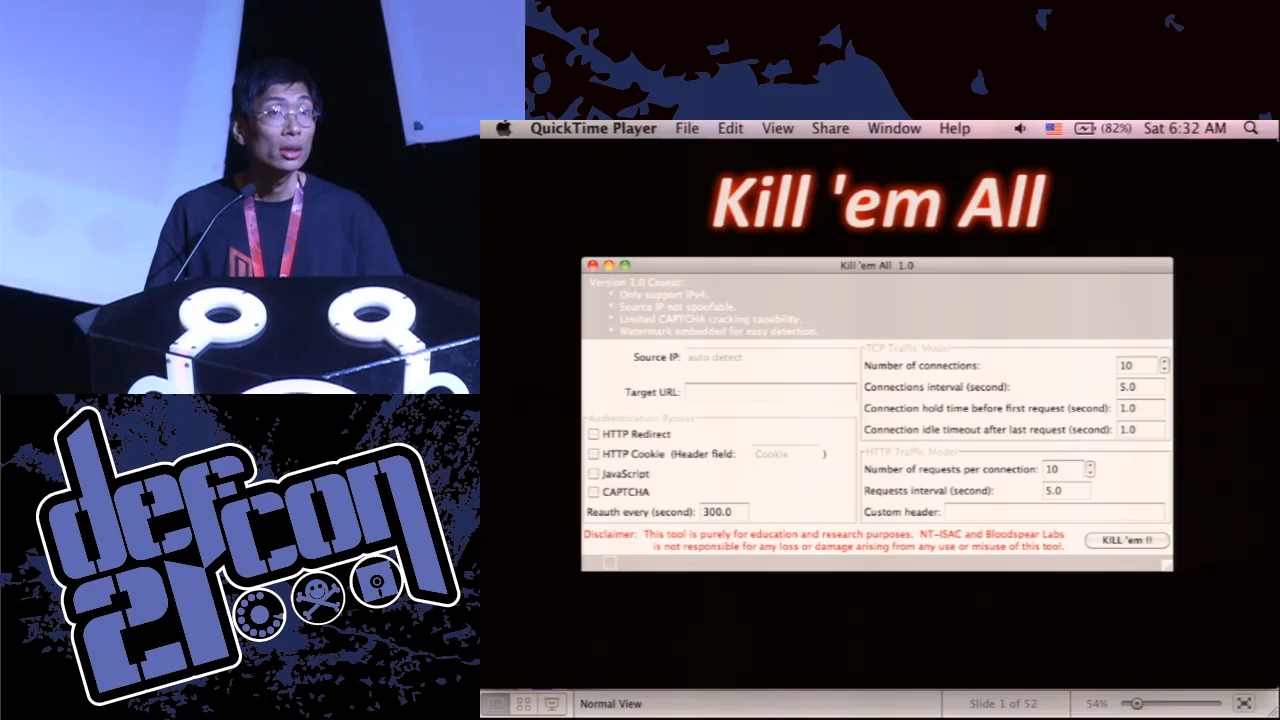 QuickTime Player File Edit View Share Window Help (82%) Sat 6:32 AM
Kill 'em All
Kill 'em All 1.0
Version 1.0 Caveat:
* Only support IPv4.
* Source IP not spoofable.
* Limited CAPTCHA cracking capability.
* Watermark embedded for easy detection.
Source IP: auto detect
Target URL:
Authentication Bypass
HTTP Redirect
HTTP Cookie (Header field: Cookie )
JavaScript
CAPTCHA
Reauth every (second): 300.0
TCP Traffic Model
Number of connections: 10
Connections interval (second): 5.0
Connection hold time before first request (second): 1.0
Connection idle timeout after last request (second): 1.0
HTTP Traffic Model
Number of requests per connection: 10
Requests interval (second): 5.0
Custom header:
Disclaimer: This tool is purely for education and research purposes. NT-ISAC and Bloodspear Labs
is not responsible for any loss or damage arising from any use or misuse of this tool.
KILL 'em !!
defcon
21
Normal View Slide 1 of 52 54%